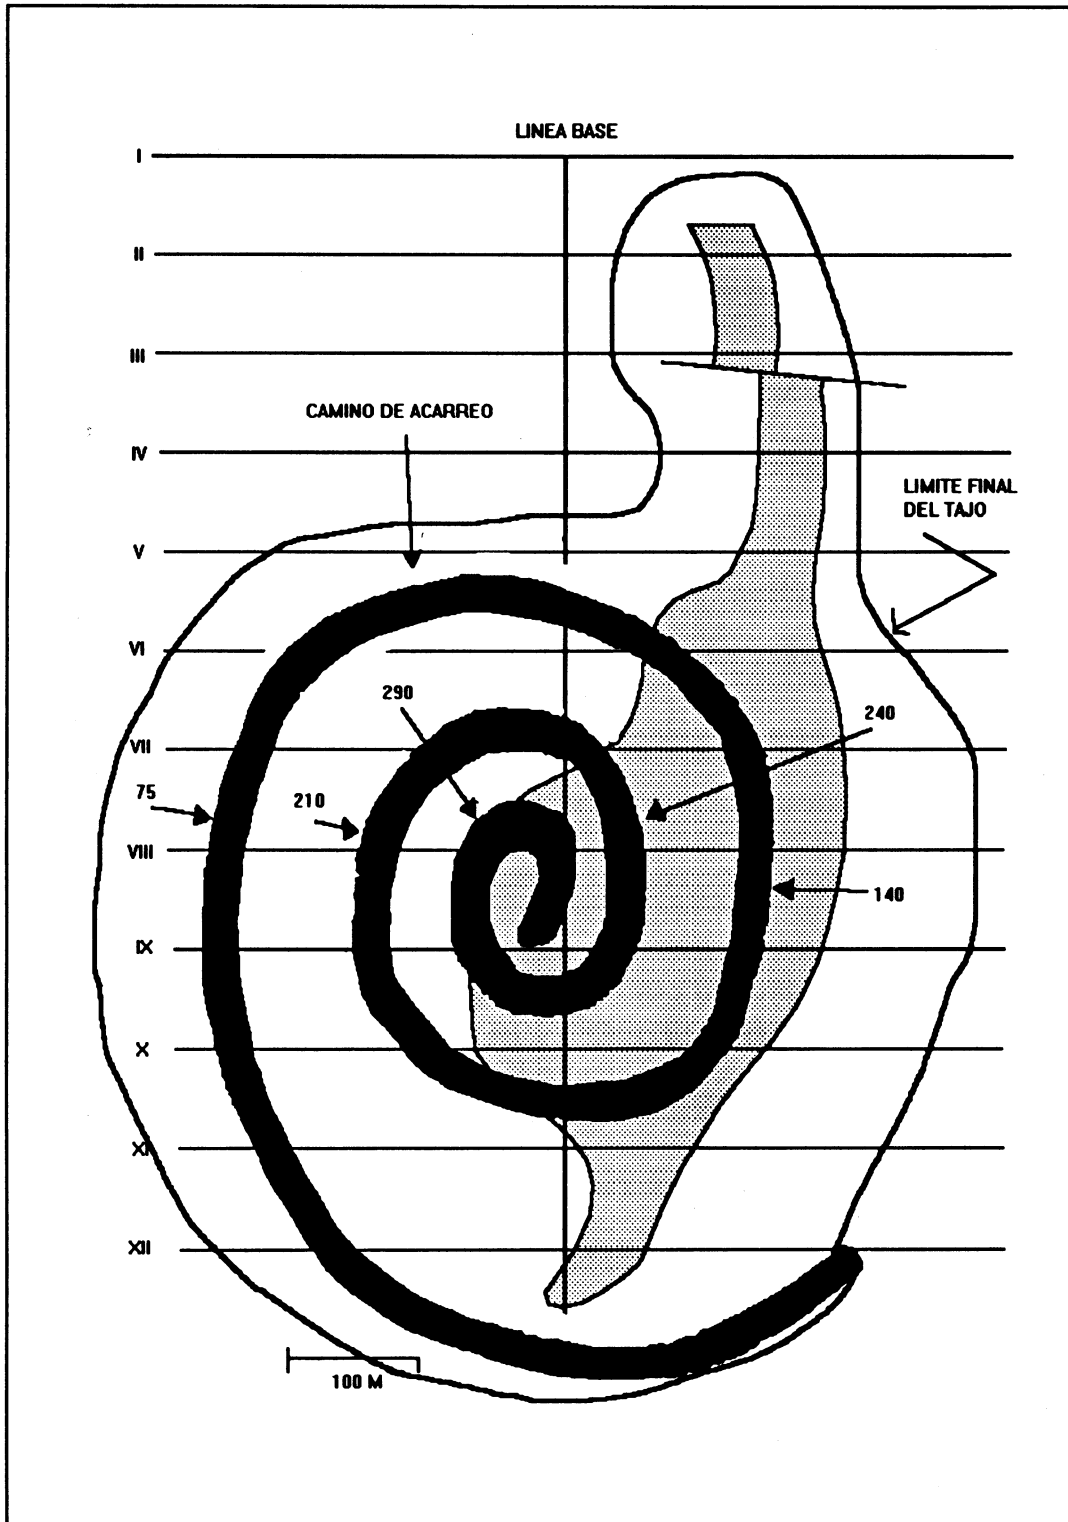 LINEA BASE
I
II
III
CAMINO DE ACARREO
IV
LIMITE FINAL
DEL TAJO
V
VI
290
240
VII
75
210
VIII
140
IX
X
XI
XII
100 M